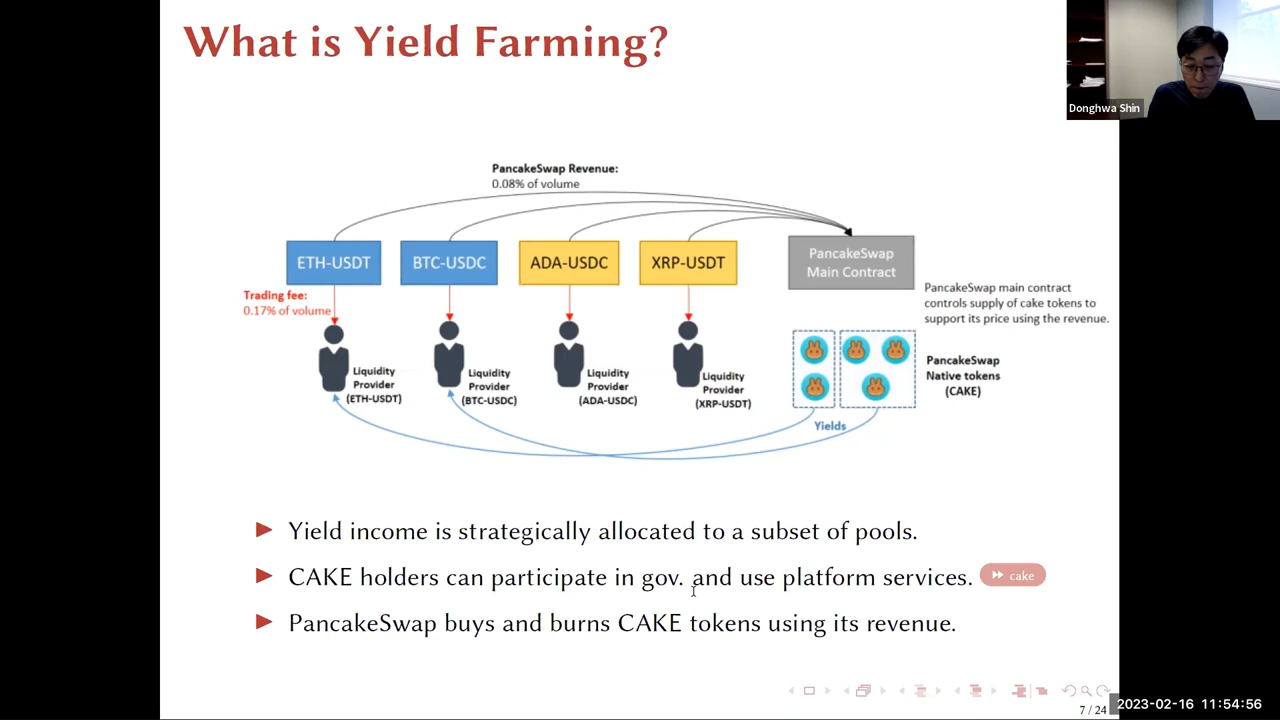 What is Yield Farming?
Donghwa Shin
PancakeSwap Revenue:
0.08% of volume
ETH-USDT
BTC-USDC
ADA-USDC
XRP-USDT
PancakeSwap
Main Contract
Trading fee:
0.17% of volume
PancakeSwap main contract
controls supply of cake tokens to
support its price using the revenue.
Liquidity
Provider
(ETH-USDT)
Liquidity
Provider
(BTC-USDC)
Liquidity
Provider
(ADA-USDC)
Liquidity
Provider
(XRP-USDT)
PancakeSwap
Native tokens
(CAKE)
Yields
Yield income is strategically allocated to a subset of pools.
CAKE holders can participate in gov. and use platform services.
cake
PancakeSwap buys and burns CAKE tokens using its revenue.
7 / 24
2023-02-16 11:54:56